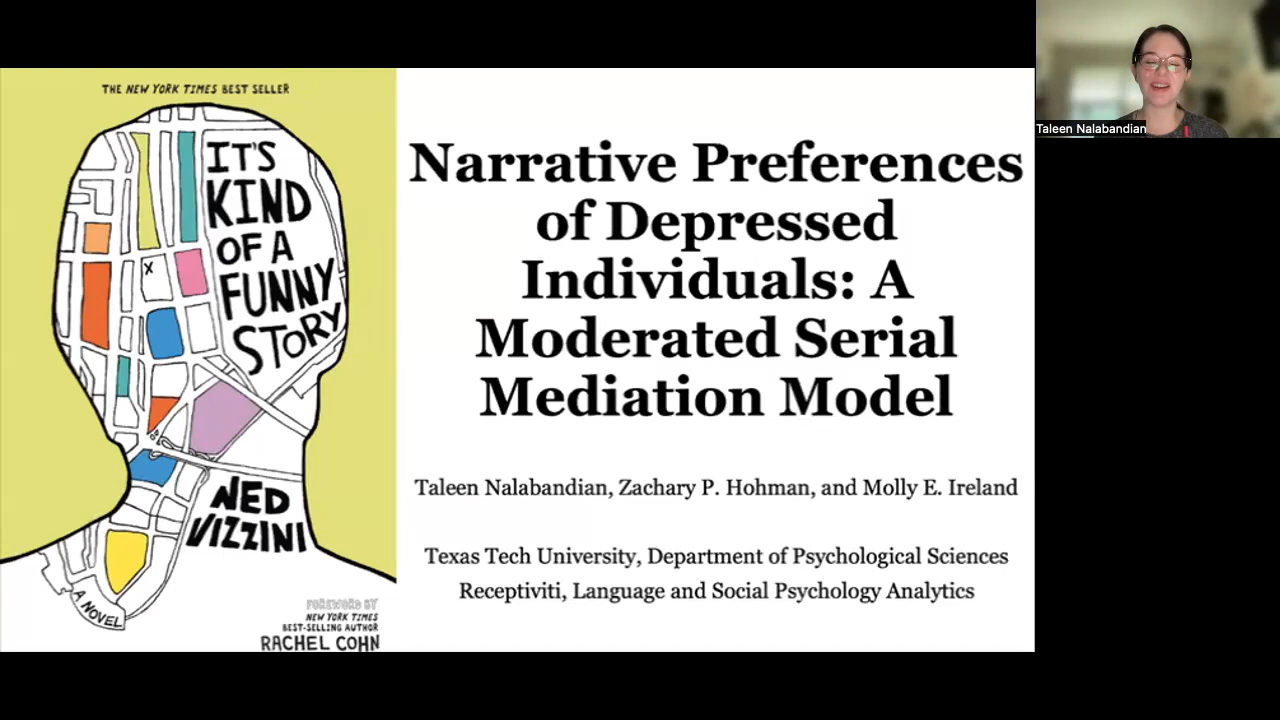 THE NEW YORK TIMES BEST SELLER
IT'S
KIND
OF A
FUNNY
STORY
X
NED
VIZZINI
A NOVEL
FOREWORD BY
NEW YORK TIMES
BEST-SELLING AUTHOR
RACHEL COHN
Narrative Preferences
of Depressed
Individuals: A
Moderated Serial
Mediation Model
Taleen Nalabandian, Zachary P. Hohman, and Molly E. Ireland
Texas Tech University, Department of Psychological Sciences
Receptiviti, Language and Social Psychology Analytics
Taleen Nalabandian